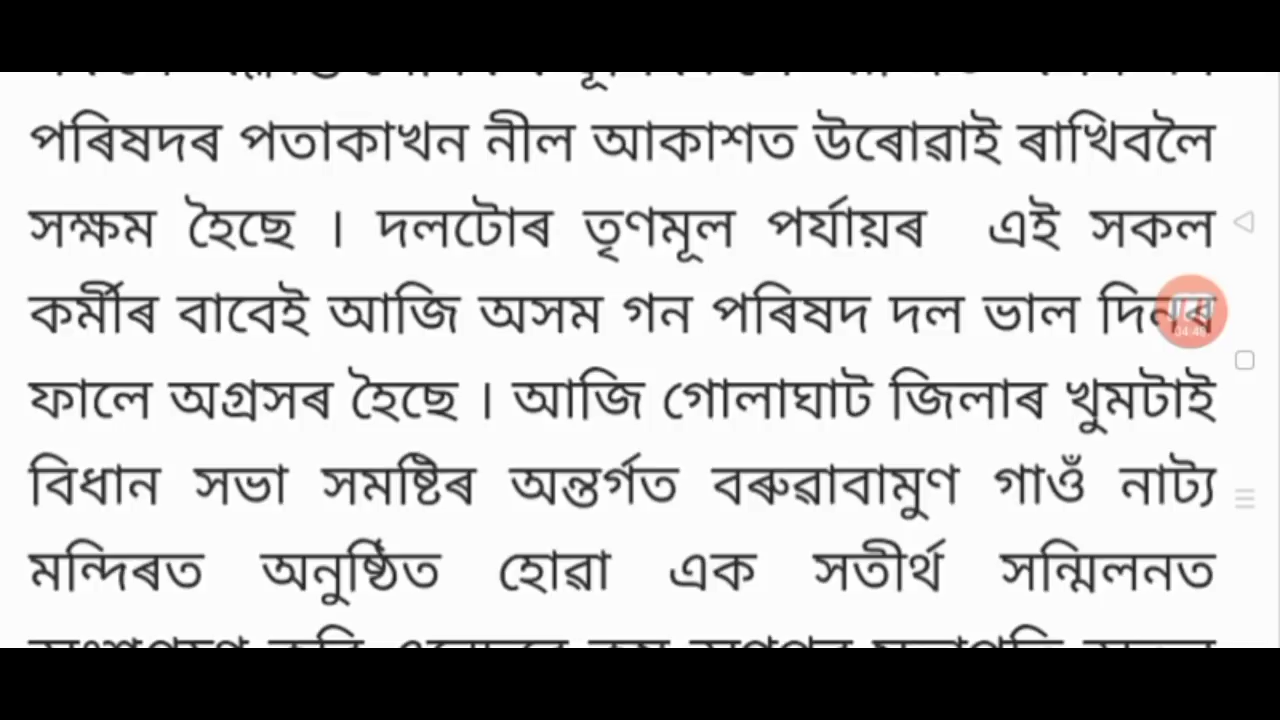 পৰিষদৰ পতাকাখন নীল আকাশত উৰোৱাই ৰাখিবলৈ
সক্ষম হৈছে । দলটোৰ তৃণমূল পৰ্যায়ৰ এই সকল
কৰ্মীৰ বাবেই আজি অসম গন পৰিষদ দল ভাল দিনৰ
ফালে অগ্ৰসৰ হৈছে । আজি গোলাঘাট জিলাৰ খুমটাই
বিধান সভা সমষ্টিৰ অন্তৰ্গত বৰুৱাবামুণ গাওঁ নাট্য
মন্দিৰত অনুষ্ঠিত হোৱা এক সতীৰ্থ সন্মিলনত
04:48